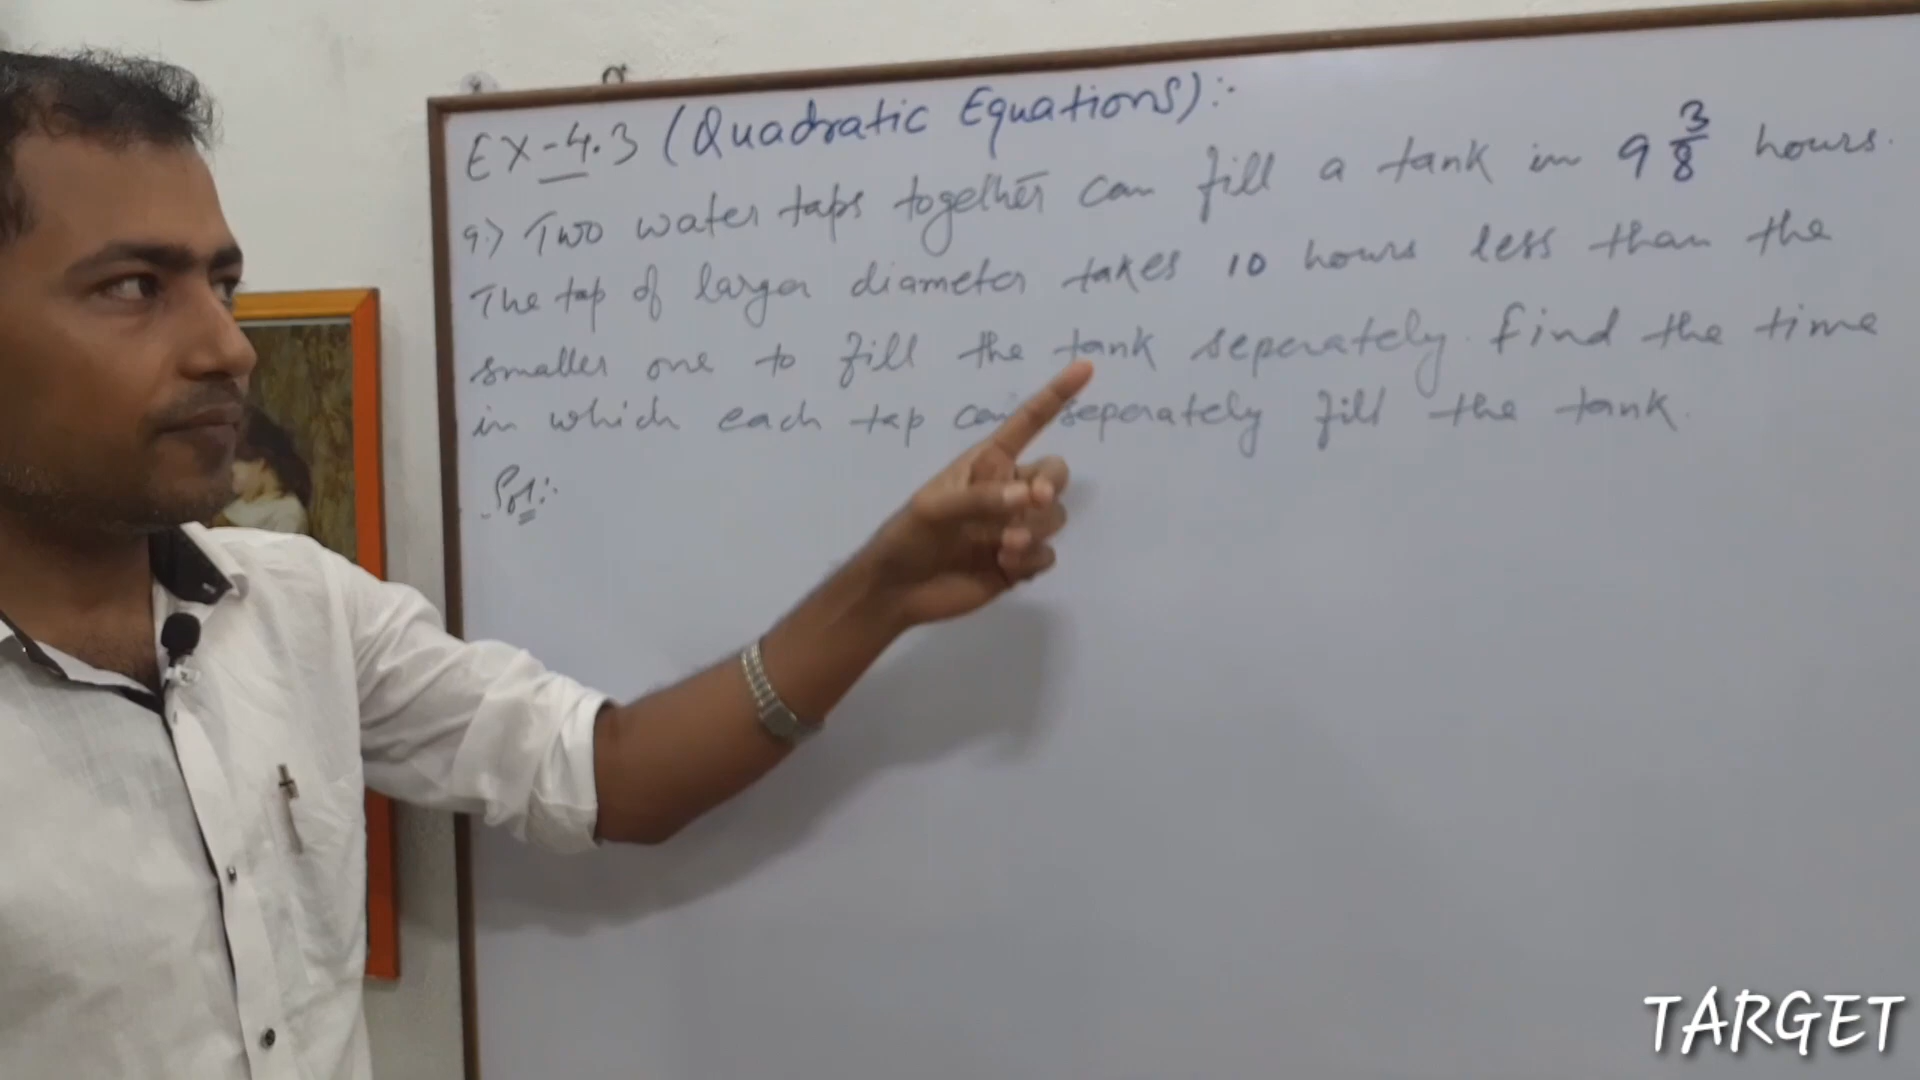 EX-4.3 (Quadratic Equations):-
9.) Two water taps together can fill a tank in 9 3/8 hours.
The tap of larger diameter takes 10 hours less than the
smaller one to fill the tank seperately. Find the time
in which each tap can seperately fill the tank.
Sol:-
TARGET